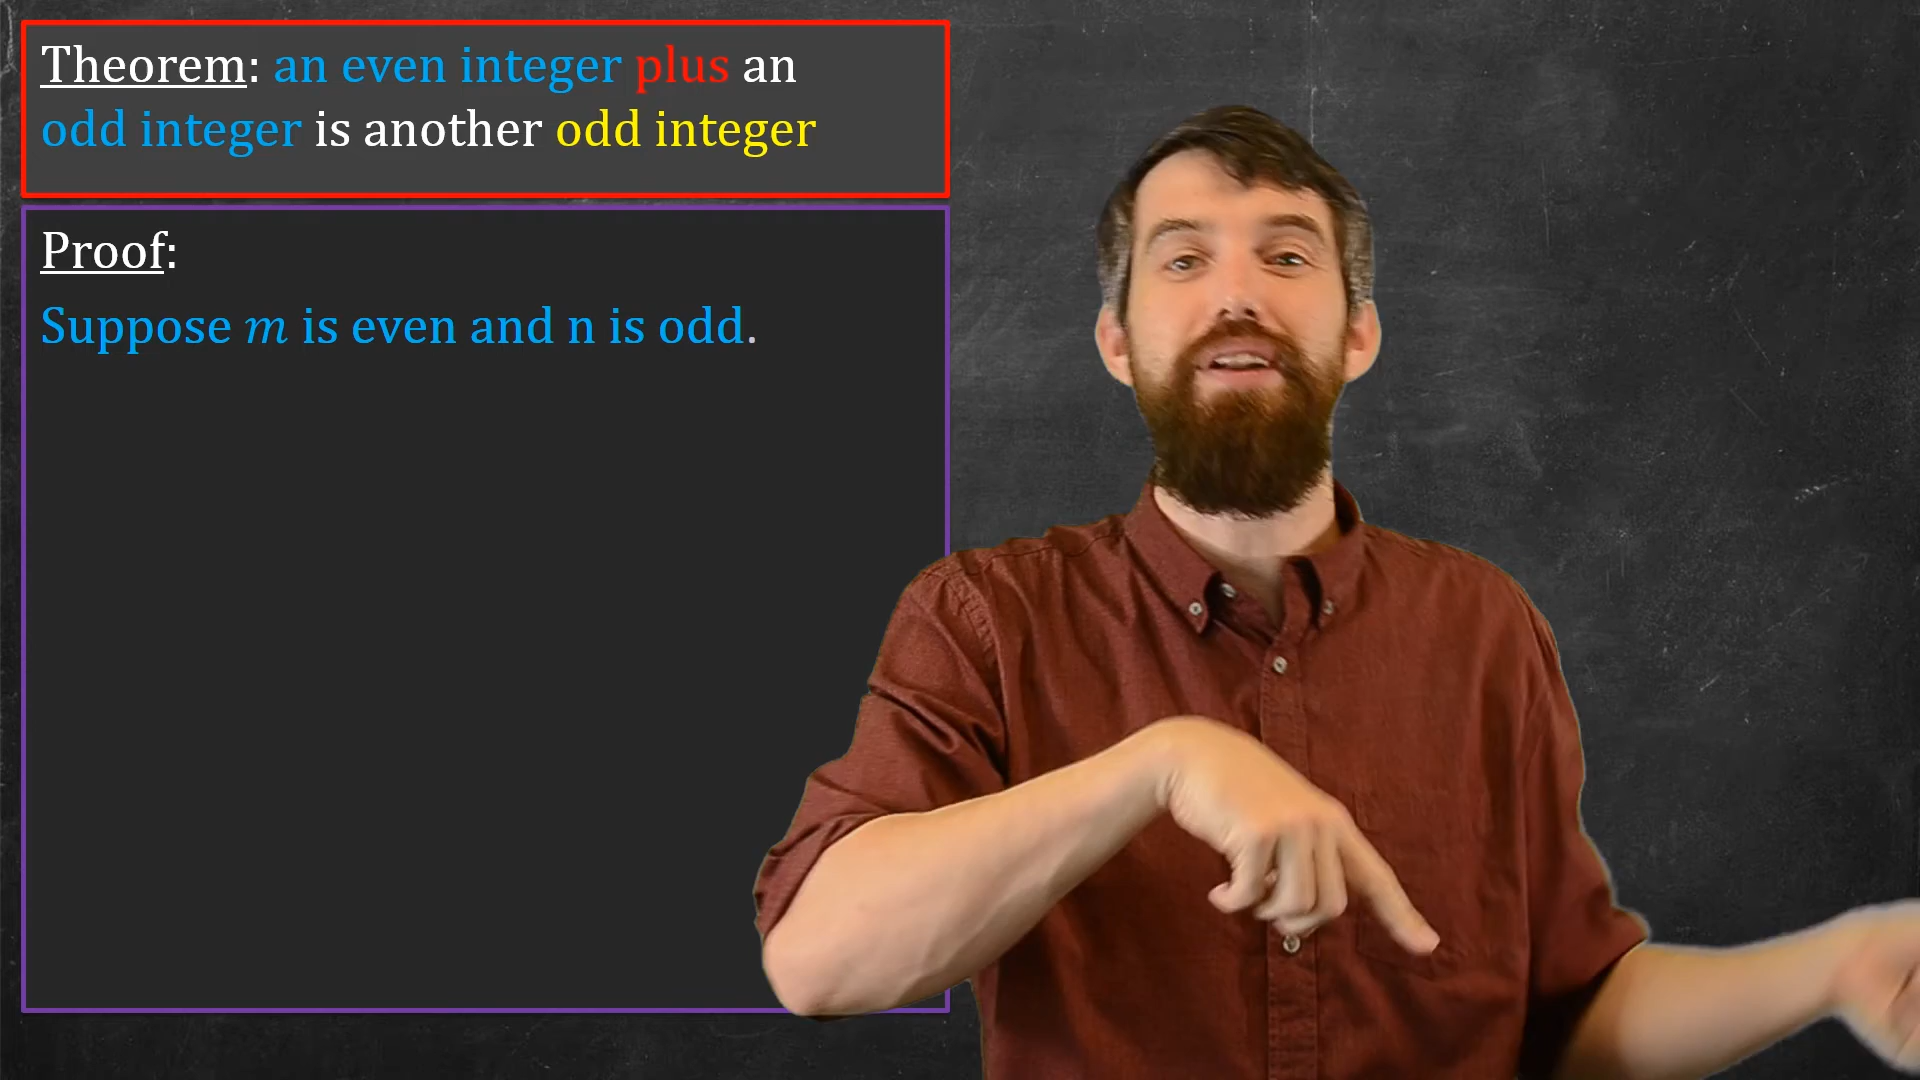 Theorem: an even integer plus an
odd integer is another odd integer
Proof:
Suppose m is even and n is odd.